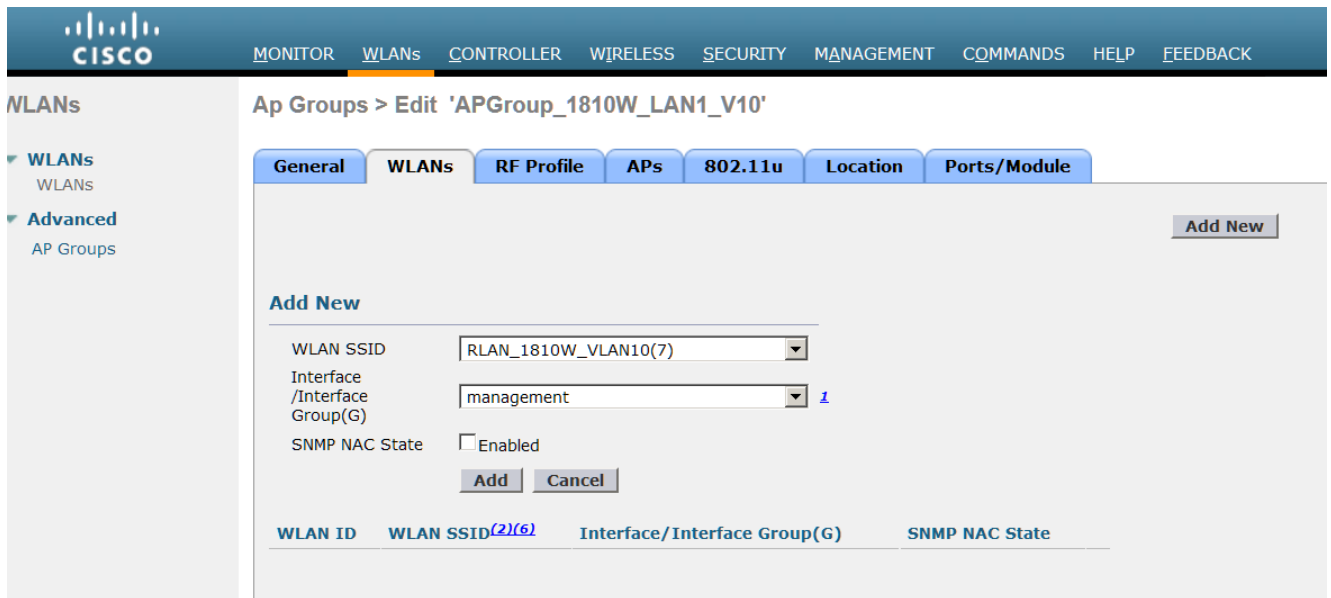 CISCO
MONITOR WLANs CONTROLLER WIRELESS SECURITY MANAGEMENT COMMANDS HELP FEEDBACK
WLANs
Ap Groups > Edit 'APGroup_1810W_LAN1_V10'
WLANs
WLANs
Advanced
AP Groups
General WLANs RF Profile APs 802.11u Location Ports/Module
Add New
Add New
WLAN SSID RLAN_1810W_VLAN10(7)
Interface
/Interface
Group(G)
management 1
SNMP NAC State Enabled
Add Cancel
WLAN ID WLAN SSID(2)(6) Interface/Interface Group(G) SNMP NAC State